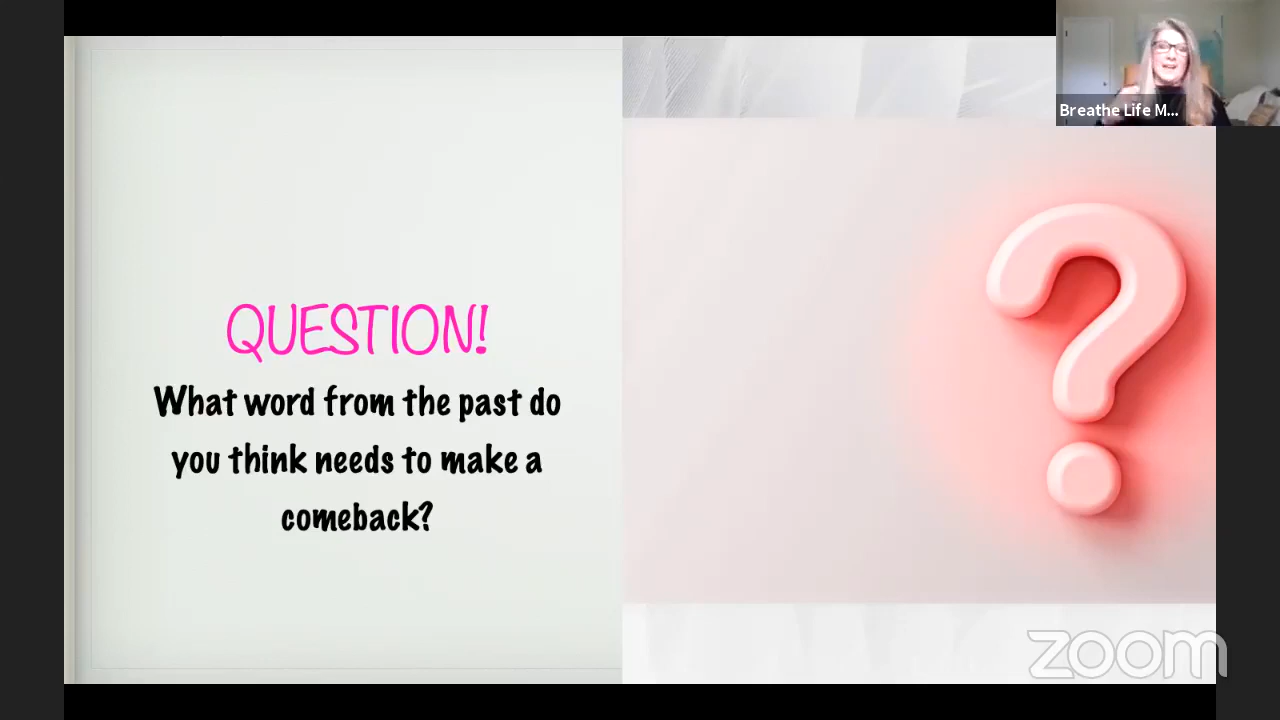 Breathe Life M...
QUESTION!
What word from the past do
you think needs to make a
comeback?
zoom